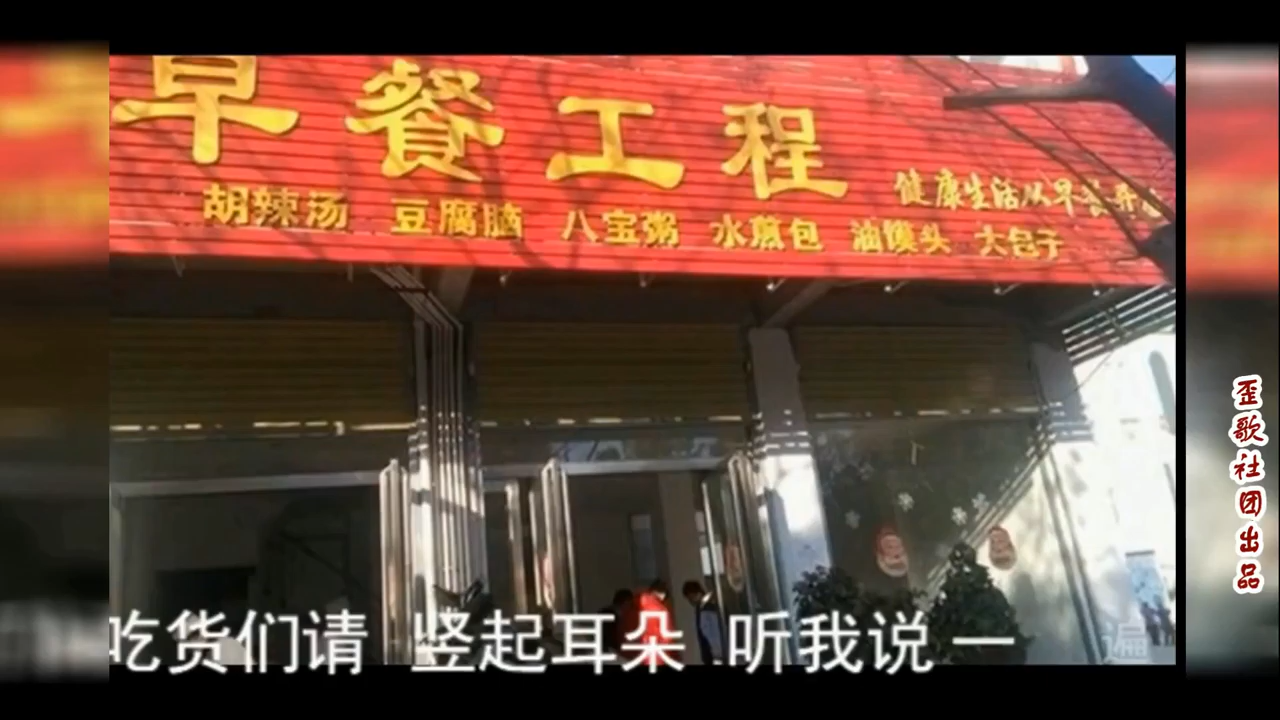 早餐工程
健康生活从早餐开始
胡辣汤 豆腐脑 八宝粥 水煎包 油馍头 大包子
歪歌社团出品
吃货们请 竖起耳朵 听我说一遍